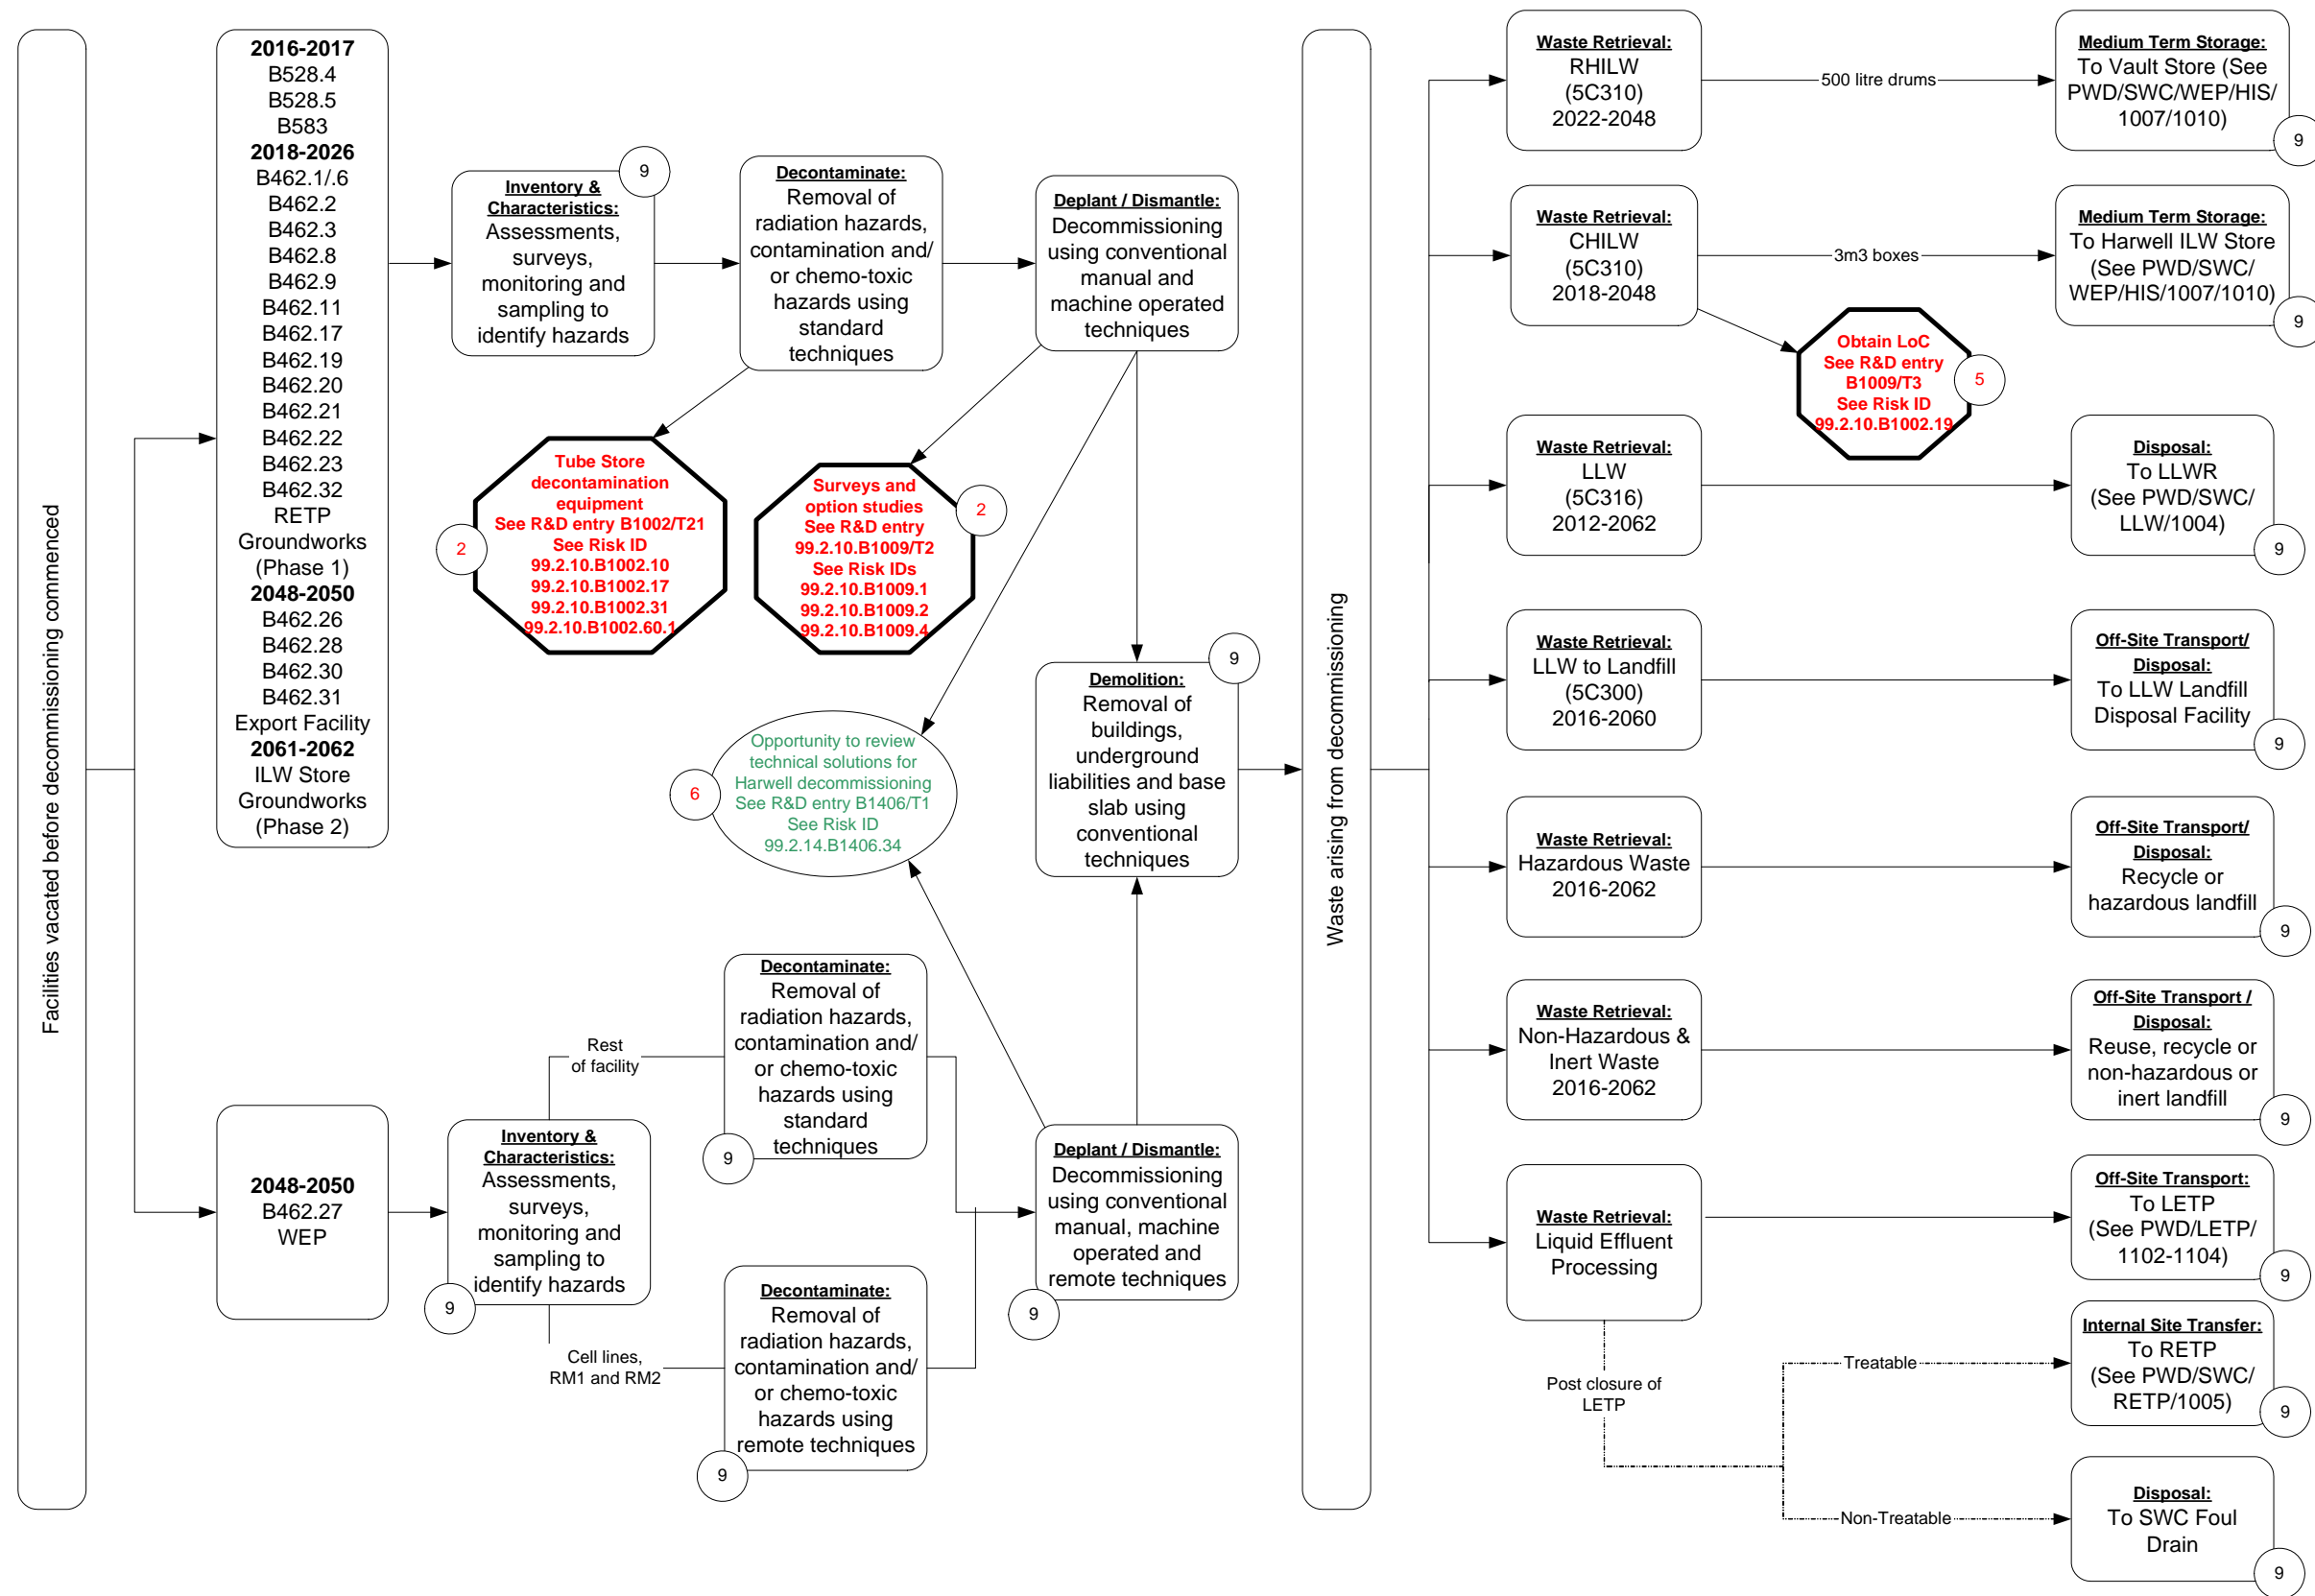 Facilities vacated before decommissioning commenced
2016-2017
B528.4
B528.5
B583
2018-2026
B462.1/.6
B462.2
B462.3
B462.8
B462.9
B462.11
B462.17
B462.19
B462.20
B462.21
B462.22
B462.23
B462.32
RETP
Groundworks
(Phase 1)
2048-2050
B462.26
B462.28
B462.30
B462.31
Export Facility
2061-2062
ILW Store
Groundworks
(Phase 2)
Inventory &
Characteristics:
Assessments,
surveys,
monitoring and
sampling to
identify hazards
9
Decontaminate:
Removal of
radiation hazards,
contamination and/
or chemo-toxic
hazards using
standard
techniques
Deplant / Dismantle:
Decommissioning
using conventional
manual and
machine operated
techniques
Tube Store
decontamination
equipment
See R&D entry B1002/T21
See Risk ID
99.2.10.B1002.10
99.2.10.B1002.17
99.2.10.B1002.31
99.2.10.B1002.60.1
2
Surveys and
option studies
See R&D entry
99.2.10.B1009/T2
See Risk IDs
99.2.10.B1009.1
99.2.10.B1009.2
99.2.10.B1009.4
2
Opportunity to review
technical solutions for
Harwell decommissioning
See R&D entry B1406/T1
See Risk ID
99.2.14.B1406.34
6
Demolition:
Removal of
buildings,
underground
liabilities and base
slab using
conventional
techniques
9
2048-2050
B462.27
WEP
Inventory &
Characteristics:
Assessments,
surveys,
monitoring and
sampling to
identify hazards
9
Rest
of facility
Cell lines,
RM1 and RM2
Decontaminate:
Removal of
radiation hazards,
contamination and/
or chemo-toxic
hazards using
standard
techniques
9
Decontaminate:
Removal of
radiation hazards,
contamination and/
or chemo-toxic
hazards using
remote techniques
9
Deplant / Dismantle:
Decommissioning
using conventional
manual, machine
operated and
remote techniques
9
Waste arising from decommissioning
Waste Retrieval:
RHILW
(5C310)
2022-2048
500 litre drums
Medium Term Storage:
To Vault Store (See
PWD/SWC/WEP/HIS/
1007/1010)
9
Waste Retrieval:
CHILW
(5C310)
2018-2048
3m3 boxes
Medium Term Storage:
To Harwell ILW Store
(See PWD/SWC/
WEP/HIS/1007/1010)
9
Obtain LoC
See R&D entry
B1009/T3
See Risk ID
99.2.10.B1002.19
5
Waste Retrieval:
LLW
(5C316)
2012-2062
Disposal:
To LLWR
(See PWD/SWC/
LLW/1004)
9
Waste Retrieval:
LLW to Landfill
(5C300)
2016-2060
Off-Site Transport/
Disposal:
To LLW Landfill
Disposal Facility
9
Waste Retrieval:
Hazardous Waste
2016-2062
Off-Site Transport/
Disposal:
Recycle or
hazardous landfill
9
Waste Retrieval:
Non-Hazardous &
Inert Waste
2016-2062
Off-Site Transport /
Disposal:
Reuse, recycle or
non-hazardous or
inert landfill
9
Waste Retrieval:
Liquid Effluent
Processing
Off-Site Transport:
To LETP
(See PWD/LETP/
1102-1104)
9
Post closure of
LETP
Treatable
Internal Site Transfer:
To RETP
(See PWD/SWC/
RETP/1005)
9
Non-Treatable
Disposal:
To SWC Foul
Drain
9